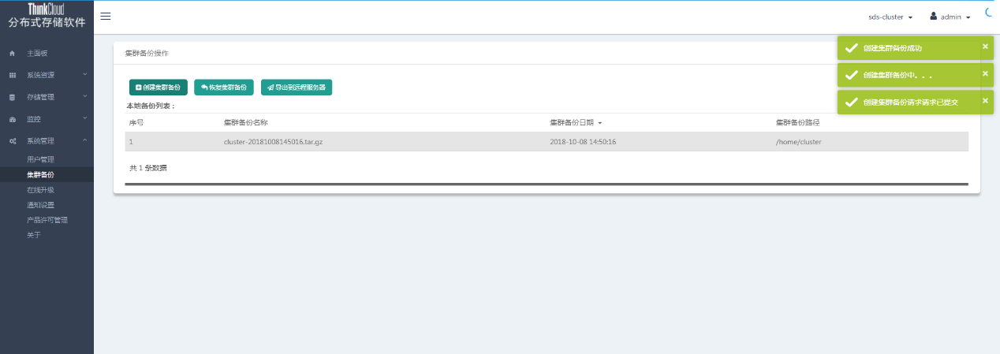 ThinkCloud
分布式存储软件
sds-cluster
admin
主面板
系统资源
存储管理
监控
系统管理
用户管理
集群备份
在线升级
通知设置
产品许可管理
关于
集群备份操作
创建集群备份 恢复集群备份 导出到远程服务器
本地备份列表：
序号 集群备份名称 集群备份日期 集群备份路径
1 cluster-20181008145016.tar.gz 2018-10-08 14:50:16 /home/cluster
共 1 条数据
创建集群备份成功
创建集群备份中。。。
创建集群备份请求请求已提交